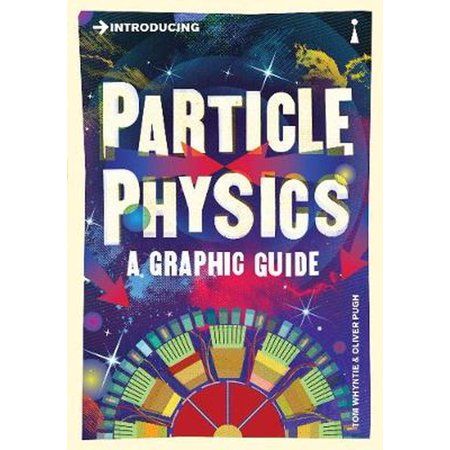 INTRODUCING
PARTICLE
PHYSICS
A GRAPHIC GUIDE
TOM WHYNTIE & OLIVER PUGH